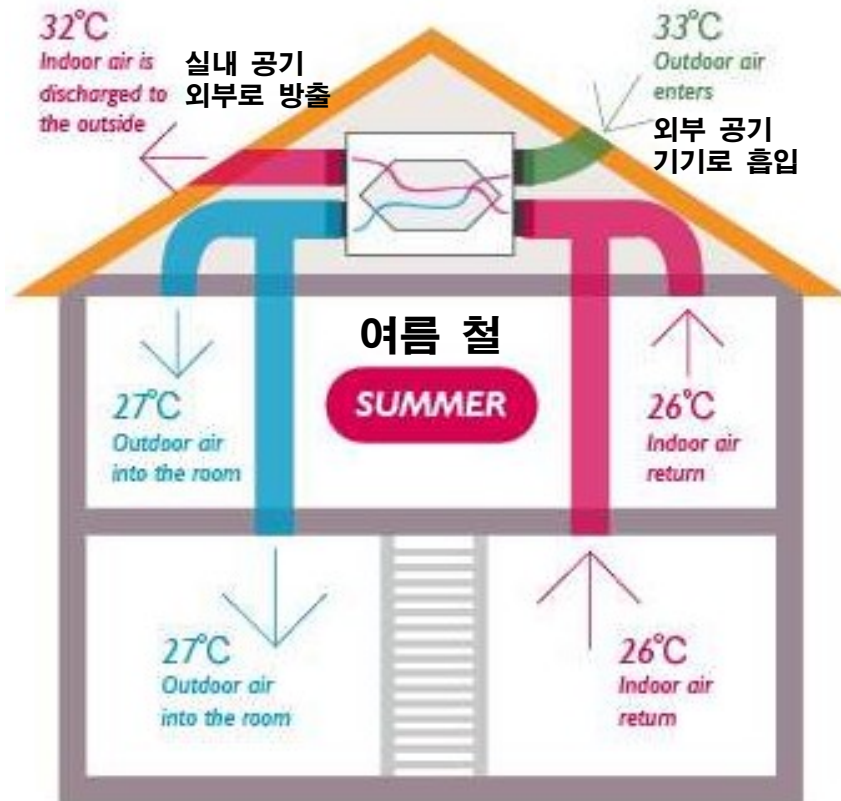 32°C
Indoor air is
discharged to
the outside
실내 공기
외부로 방출
33°C
Outdoor air
enters
외부 공기
기기로 흡입
여름 철
SUMMER
27°C
Outdoor air
into the room
26°C
Indoor air
return
27°C
Outdoor air
into the room
26°C
Indoor air
return